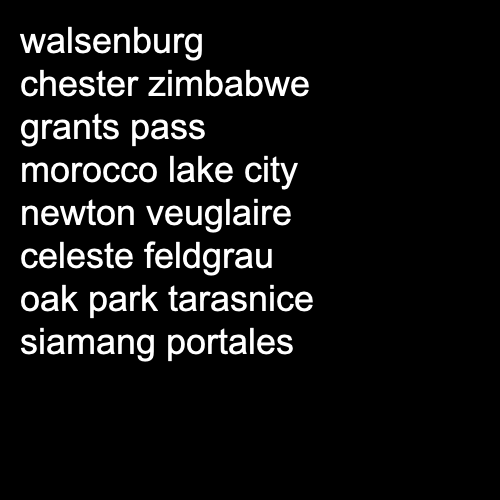 walsenburg
chester zimbabwe
grants pass
morocco lake city
newton veuglaire
celeste feldgrau
oak park tarasnice
siamang portales